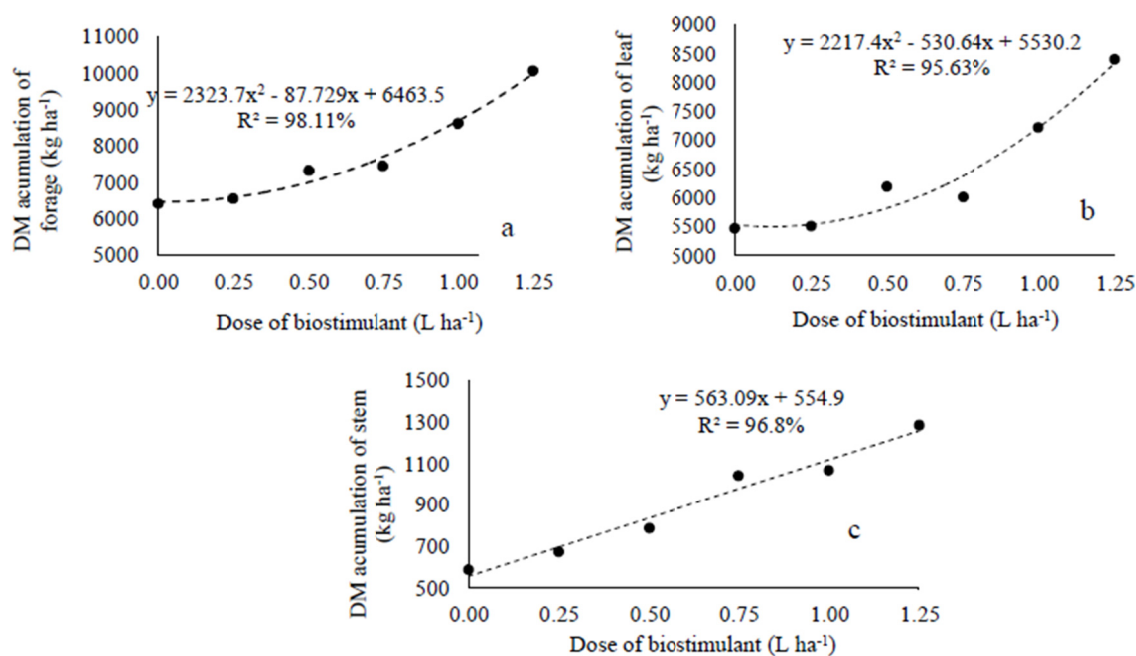 11000
10000
9000
8000
7000
6000
5000
DM acumulation of
forage (kg ha-1)
y = 2323.7x² - 87.729x + 6463.5
R² = 98.11%
a
0.00 0.25 0.50 0.75 1.00 1.25
Dose of biostimulant (L ha-1)
9000
8500
8000
7500
7000
6500
6000
5500
5000
DM acumulation of leaf
(kg ha-1)
y = 2217.4x² - 530.64x + 5530.2
R² = 95.63%
b
0.00 0.25 0.50 0.75 1.00 1.25
Dose of biostimulant (L ha-1)
1500
1300
1100
900
700
500
DM acumulation of stem
(kg ha-1)
y = 563.09x + 554.9
R² = 96.8%
c
0.00 0.25 0.50 0.75 1.00 1.25
Dose of biostimulant (L ha-1)